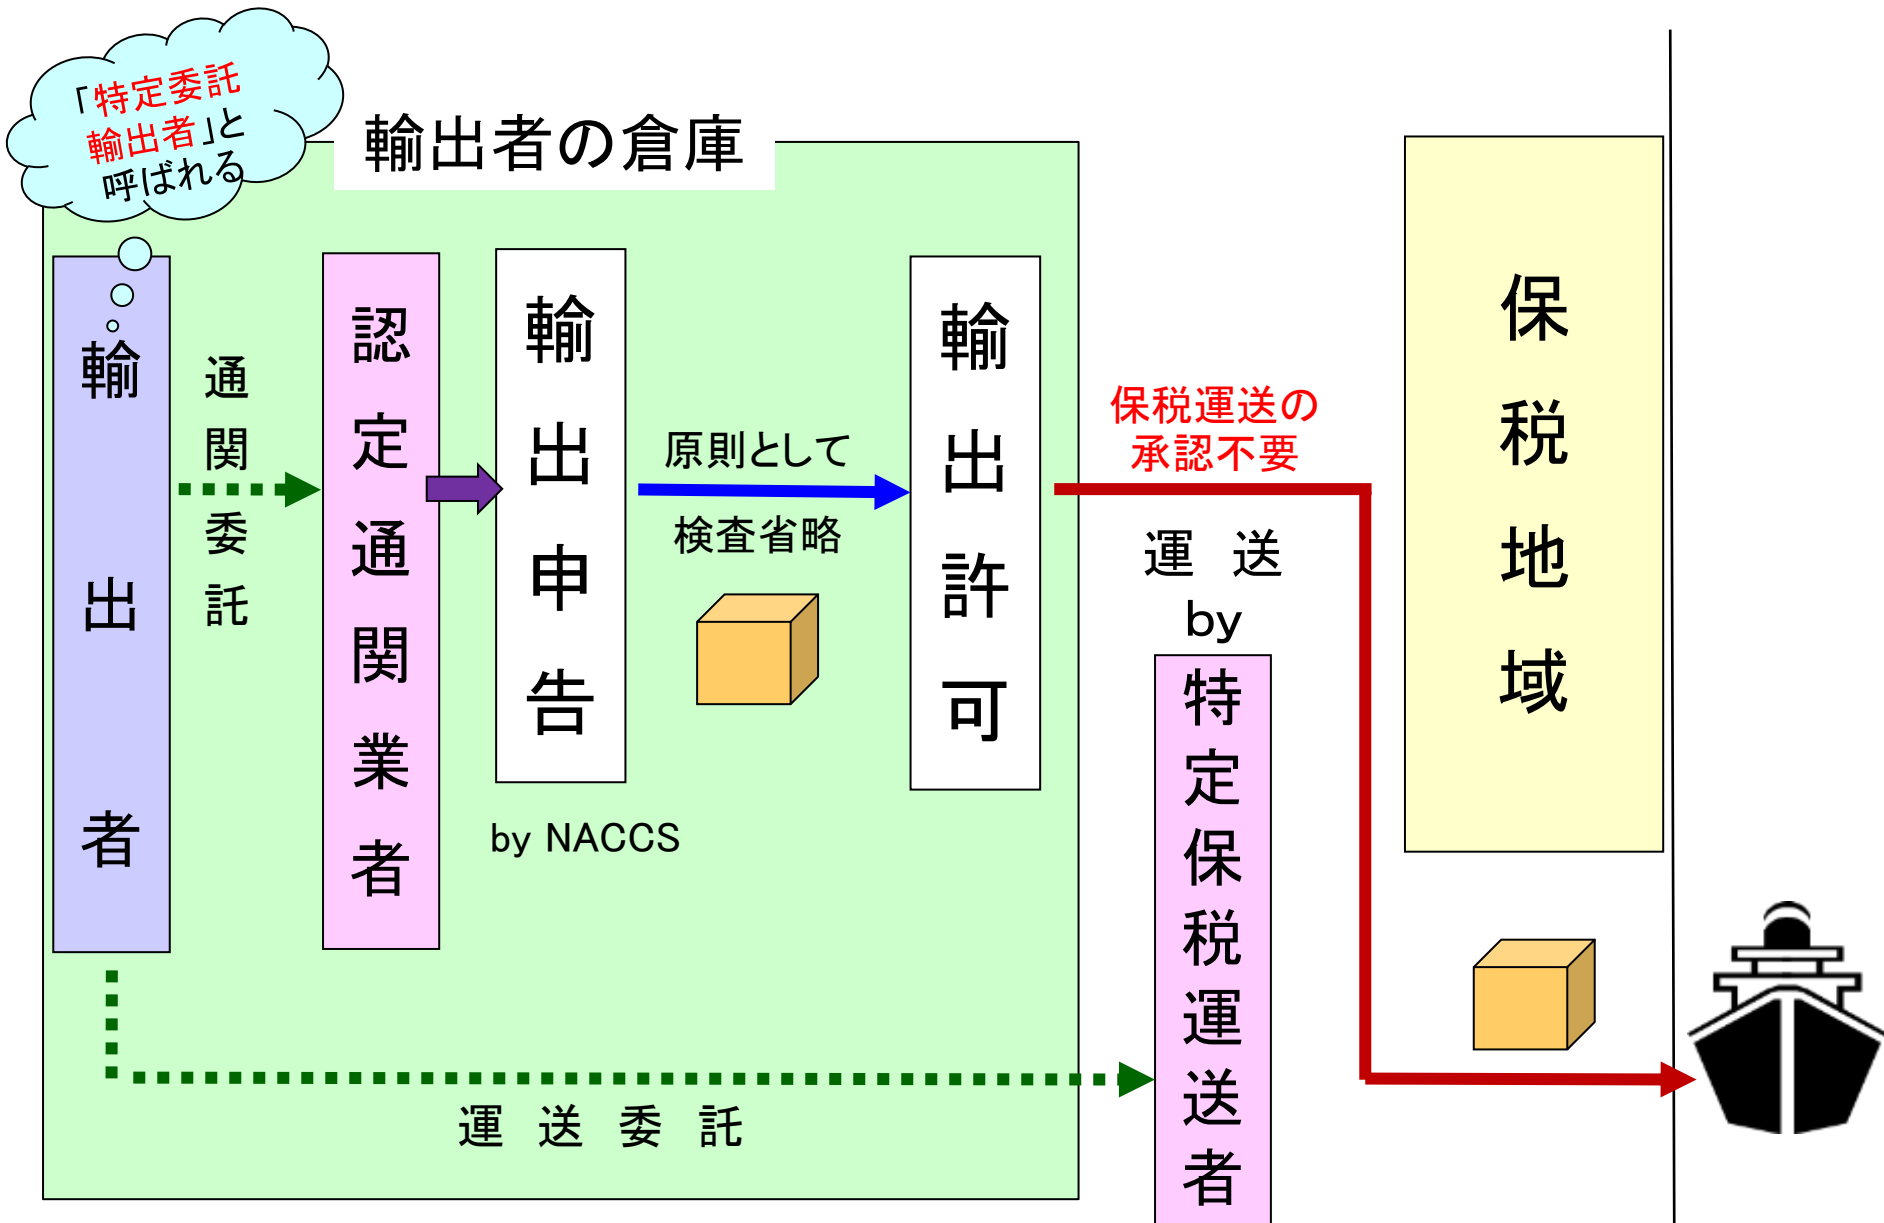 「特定委託
輸出者」と
呼ばれる
輸出者の倉庫
輸出者
通関委託
認定通関業者
輸出申告
by NACCS
原則として
検査省略
輸出許可
保税運送の
承認不要
運 送
by
特定保税運送者
保税地域
運 送 委 託